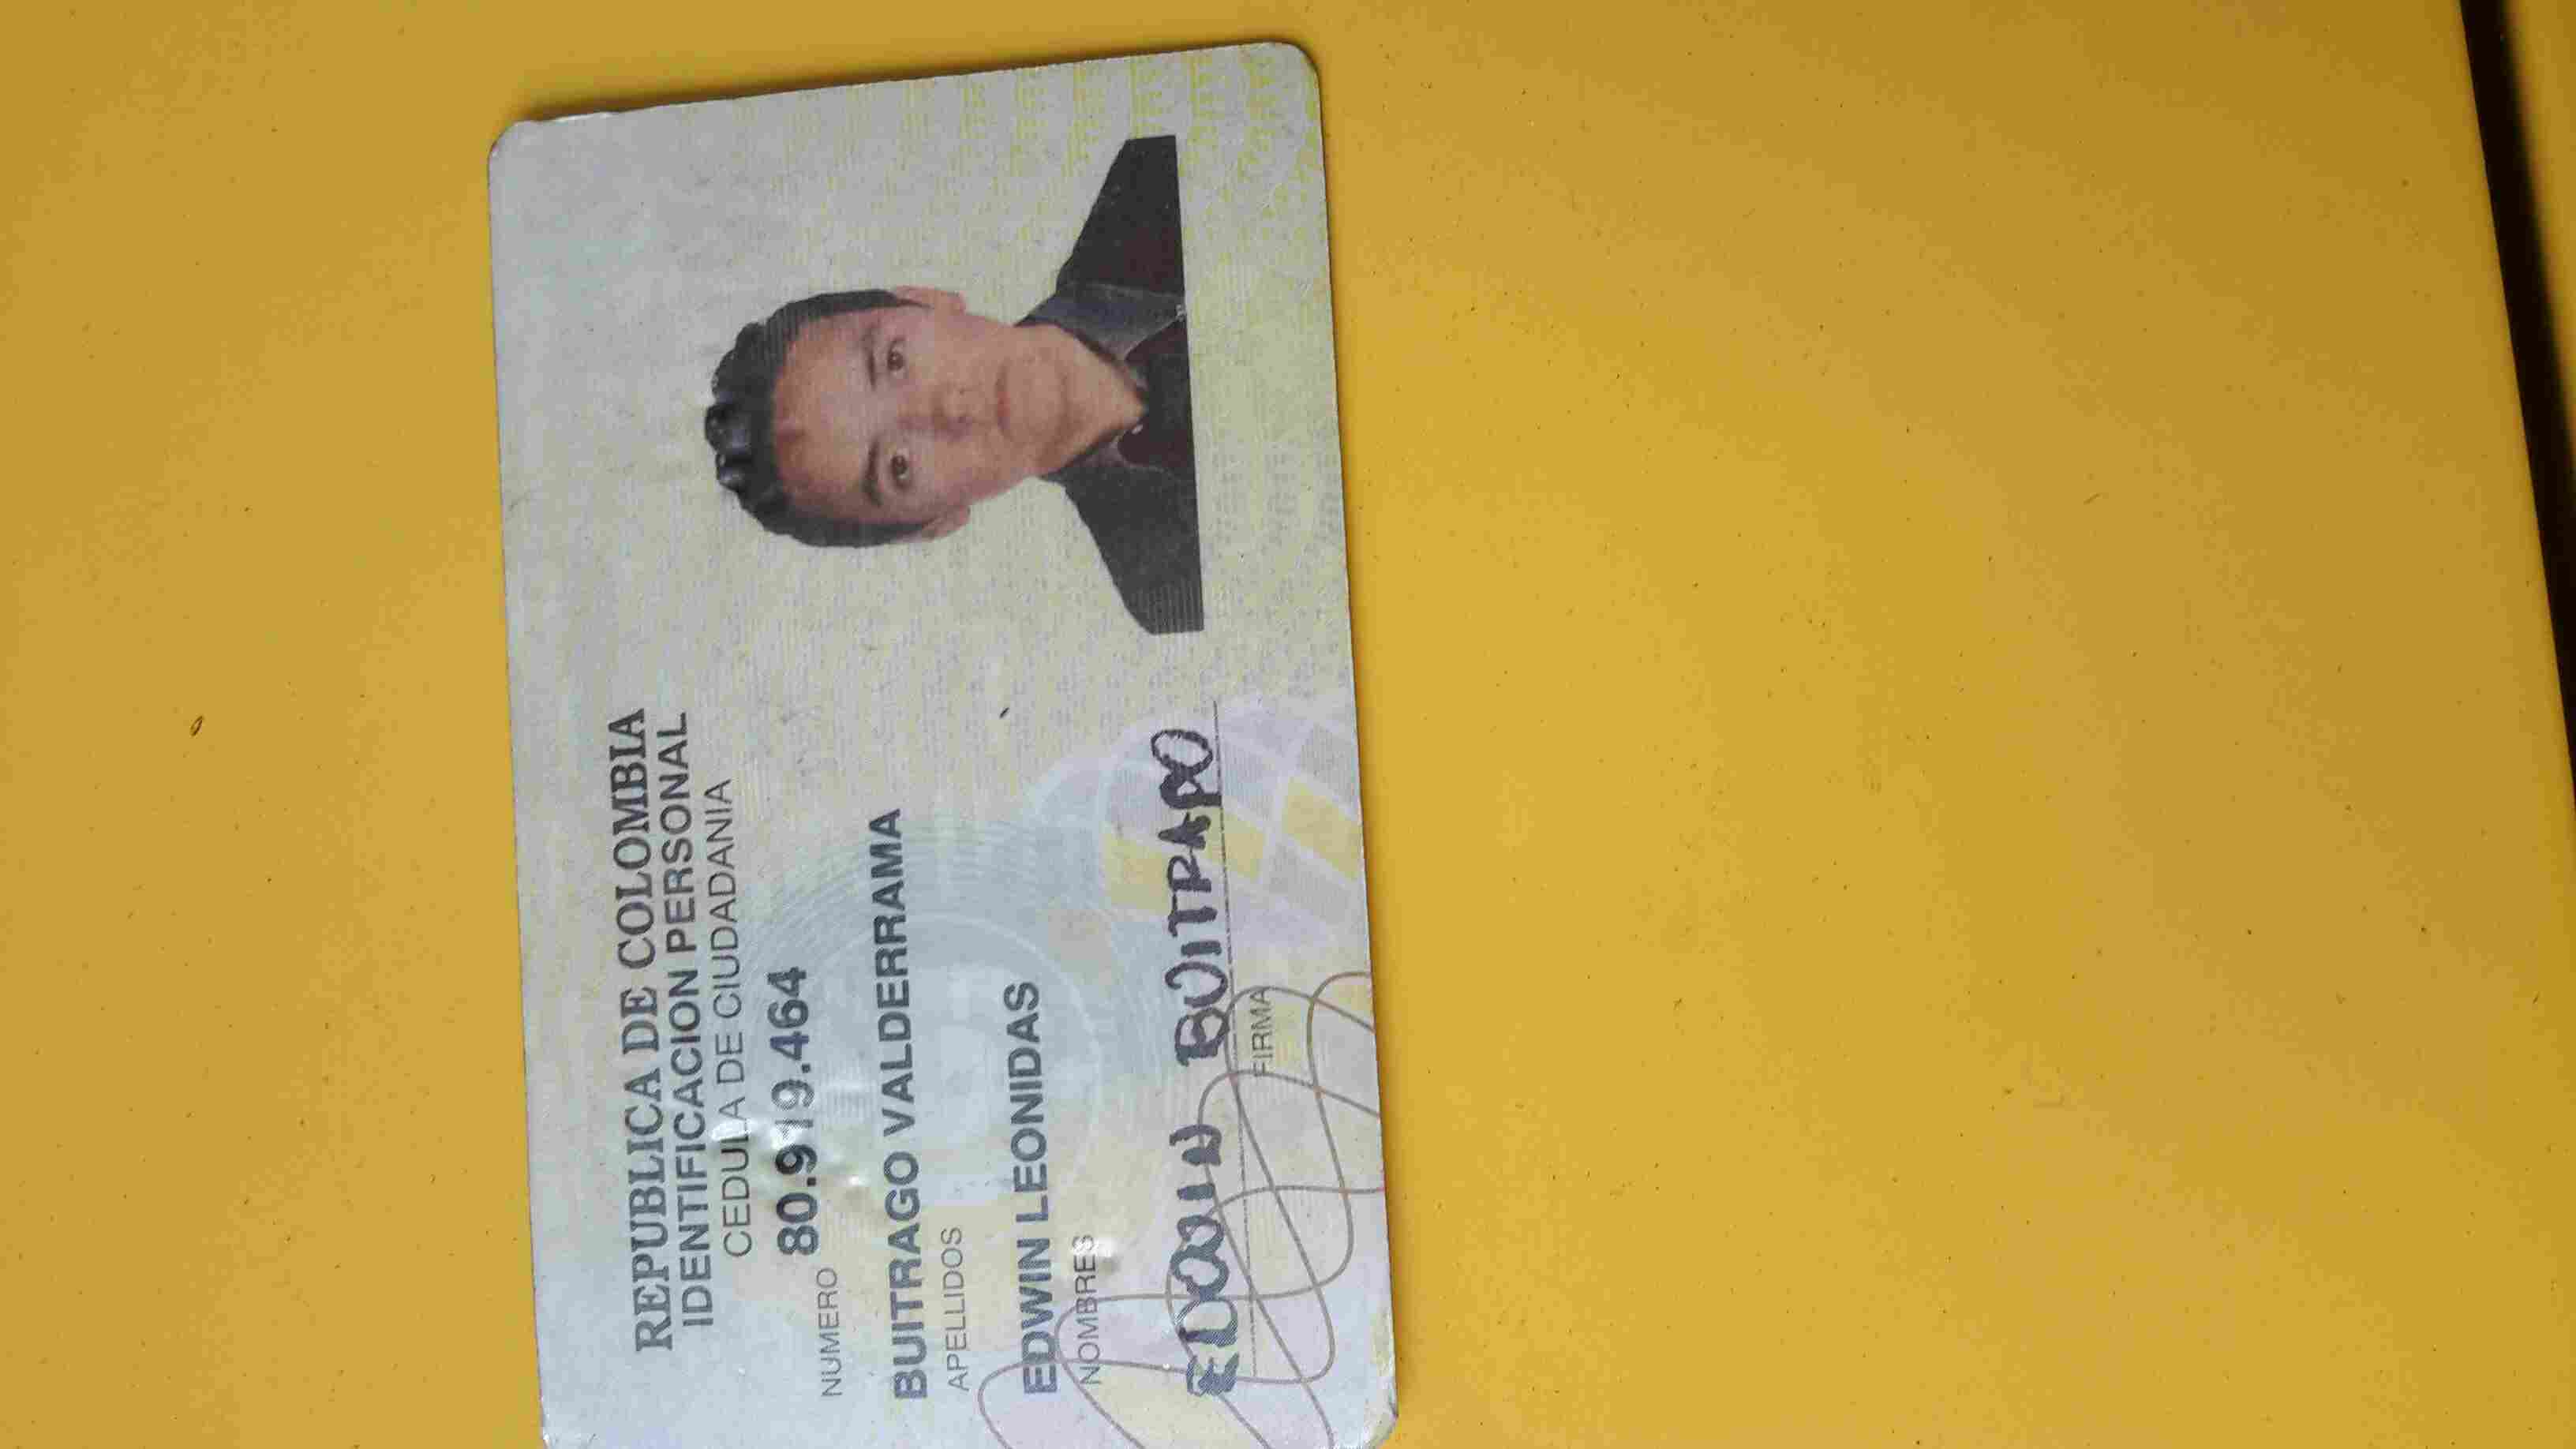 REPUBLICA DE COLOMBIA
IDENTIFICACION PERSONAL
CEDULA DE CIUDADANIA
NUMERO 80.919.464
BUITRAGO VALDERRAMA
APELLIDOS
EDWIN LEONIDAS
NOMBRES
EDWIN BUITRAGO
FIRMA